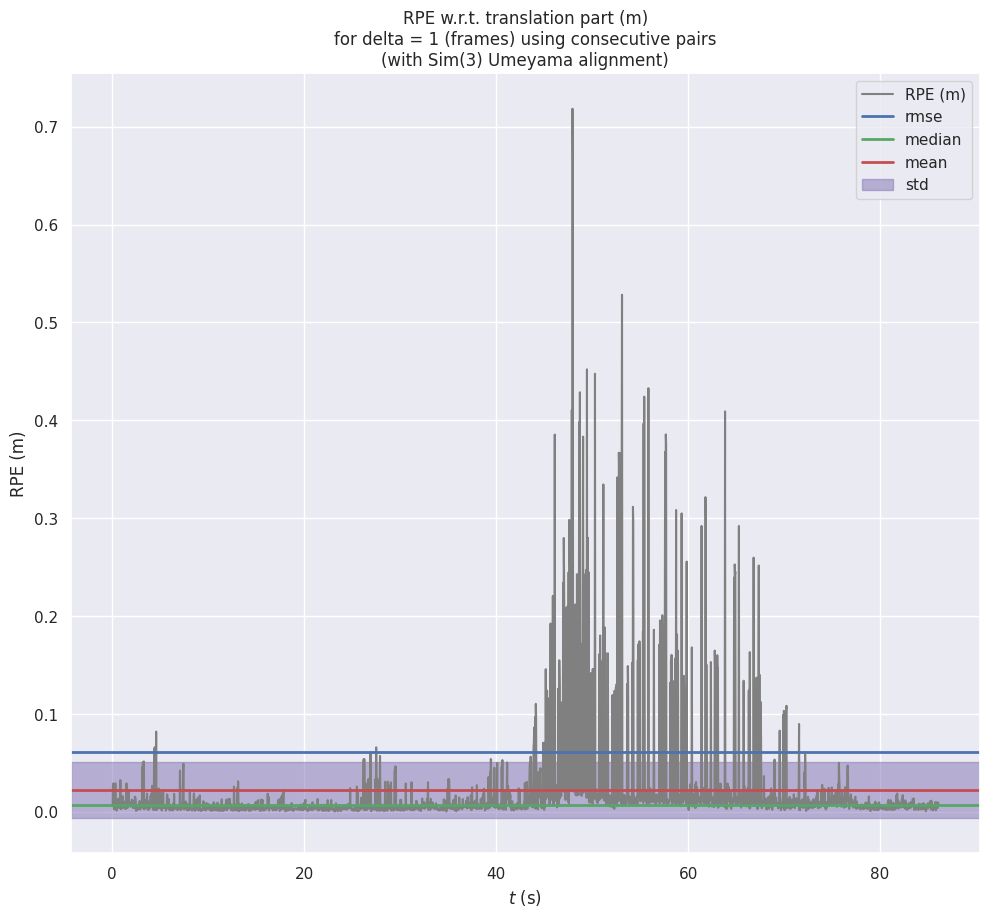 RPE w.r.t. translation part (m)
for delta = 1 (frames) using consecutive pairs
(with Sim(3) Umeyama alignment)
RPE (m)
rmse
median
mean
std
0.7
0.6
0.5
0.4
0.3
0.2
0.1
0.0
RPE (m)
0
20
40
60
80
t (s)